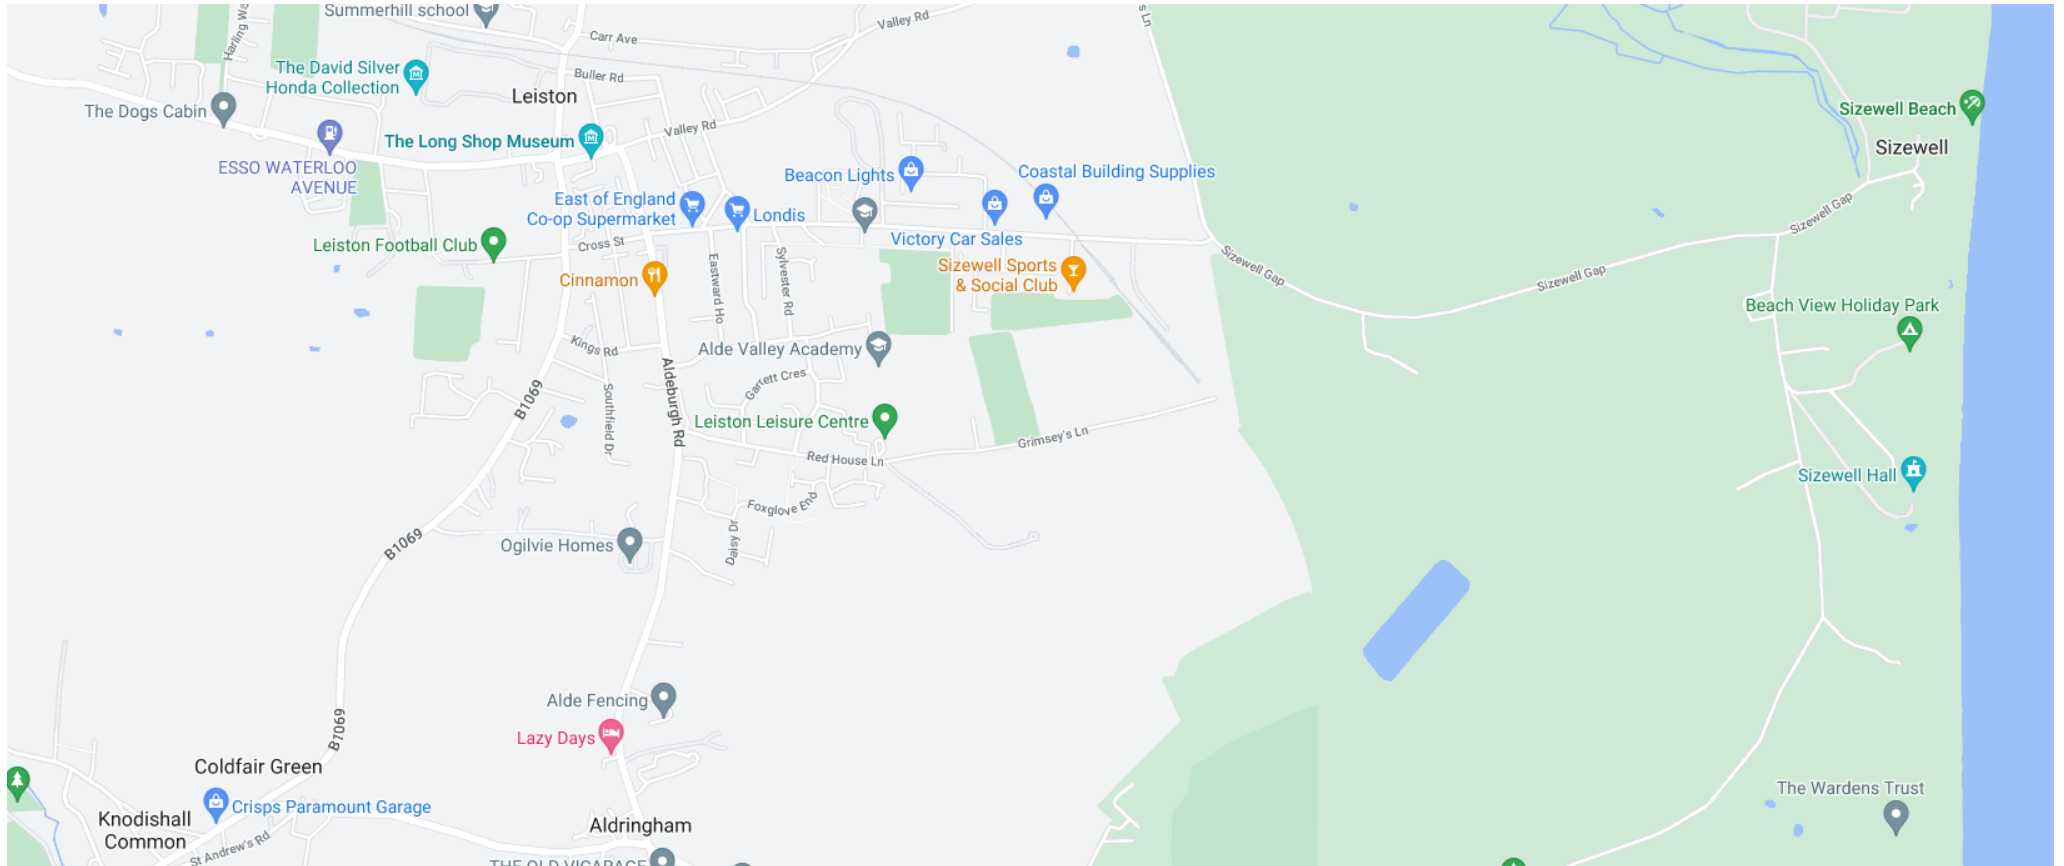 Summerhill school
Harling Wa
Carr Ave
Valley Rd
s Ln
The David Silver
Honda Collection
Buller Rd
Leiston
The Dogs Cabin
Sizewell Beach
Valley Rd
The Long Shop Museum
Sizewell
ESSO WATERLOO
AVENUE
Beacon Lights
Coastal Building Supplies
East of England
Co-op Supermarket
Londis
Sizewell Gap
Leiston Football Club
Cross St
Victory Car Sales
Sizewell Gap
Sizewell Gap
Sizewell Sports
& Social Club
Cinnamon
Eastward Ho
Sylvester Rd
Beach View Holiday Park
Kings Rd
Alde Valley Academy
B1069
Southfield Dr
Aldeburgh Rd
Garrett Cres
Leiston Leisure Centre
Grimsey's Ln
Red House Ln
Sizewell Hall
Foxglove End
B1069
Ogilvie Homes
Daisy Dr
Alde Fencing
B1069
Lazy Days
Coldfair Green
Crisps Paramount Garage
The Wardens Trust
Knodishall
Common
Aldringham
St Andrew's Rd
THE OLD VICARAGE